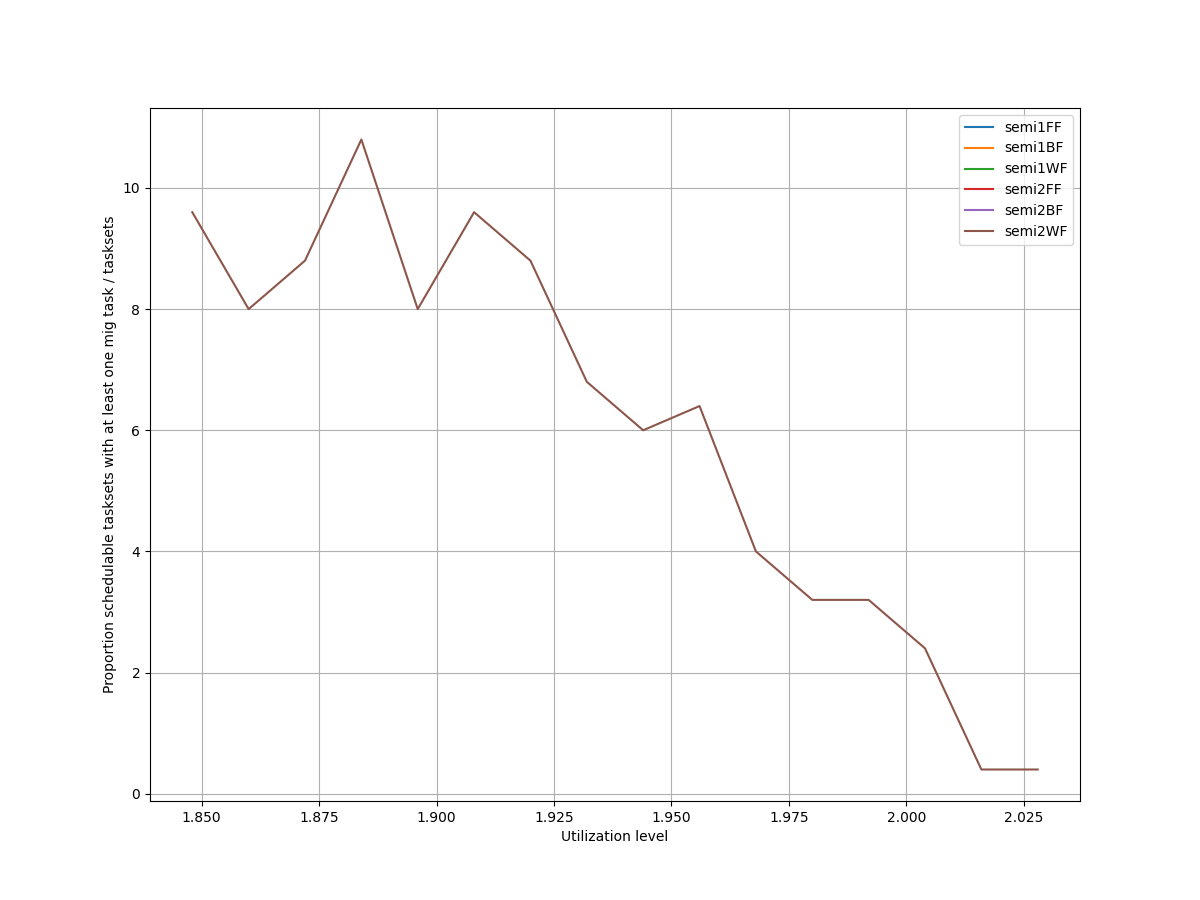 semi1FF
semi1BF
semi1WF
semi2FF
semi2BF
semi2WF
Proportion schedulable tasksets with at least one mig task / tasksets
10
8
6
4
2
0
1.850 1.875 1.900 1.925 1.950 1.975 2.000 2.025
Utilization level